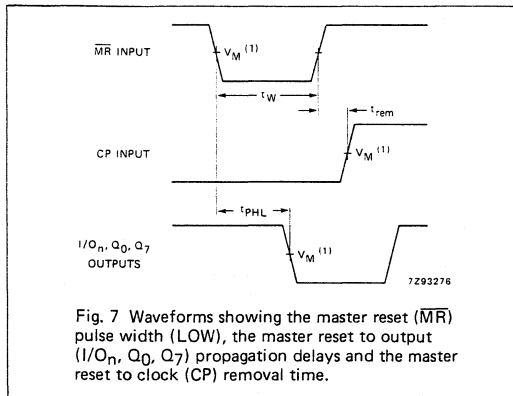 MR INPUT
VM (1)
tW
trem
CP INPUT
VM (1)
tPHL
I/On, Q0, Q7
OUTPUTS
VM (1)
7Z93276
Fig. 7 Waveforms showing the master reset (MR)
pulse width (LOW), the master reset to output
(I/On, Q0, Q7) propagation delays and the master
reset to clock (CP) removal time.